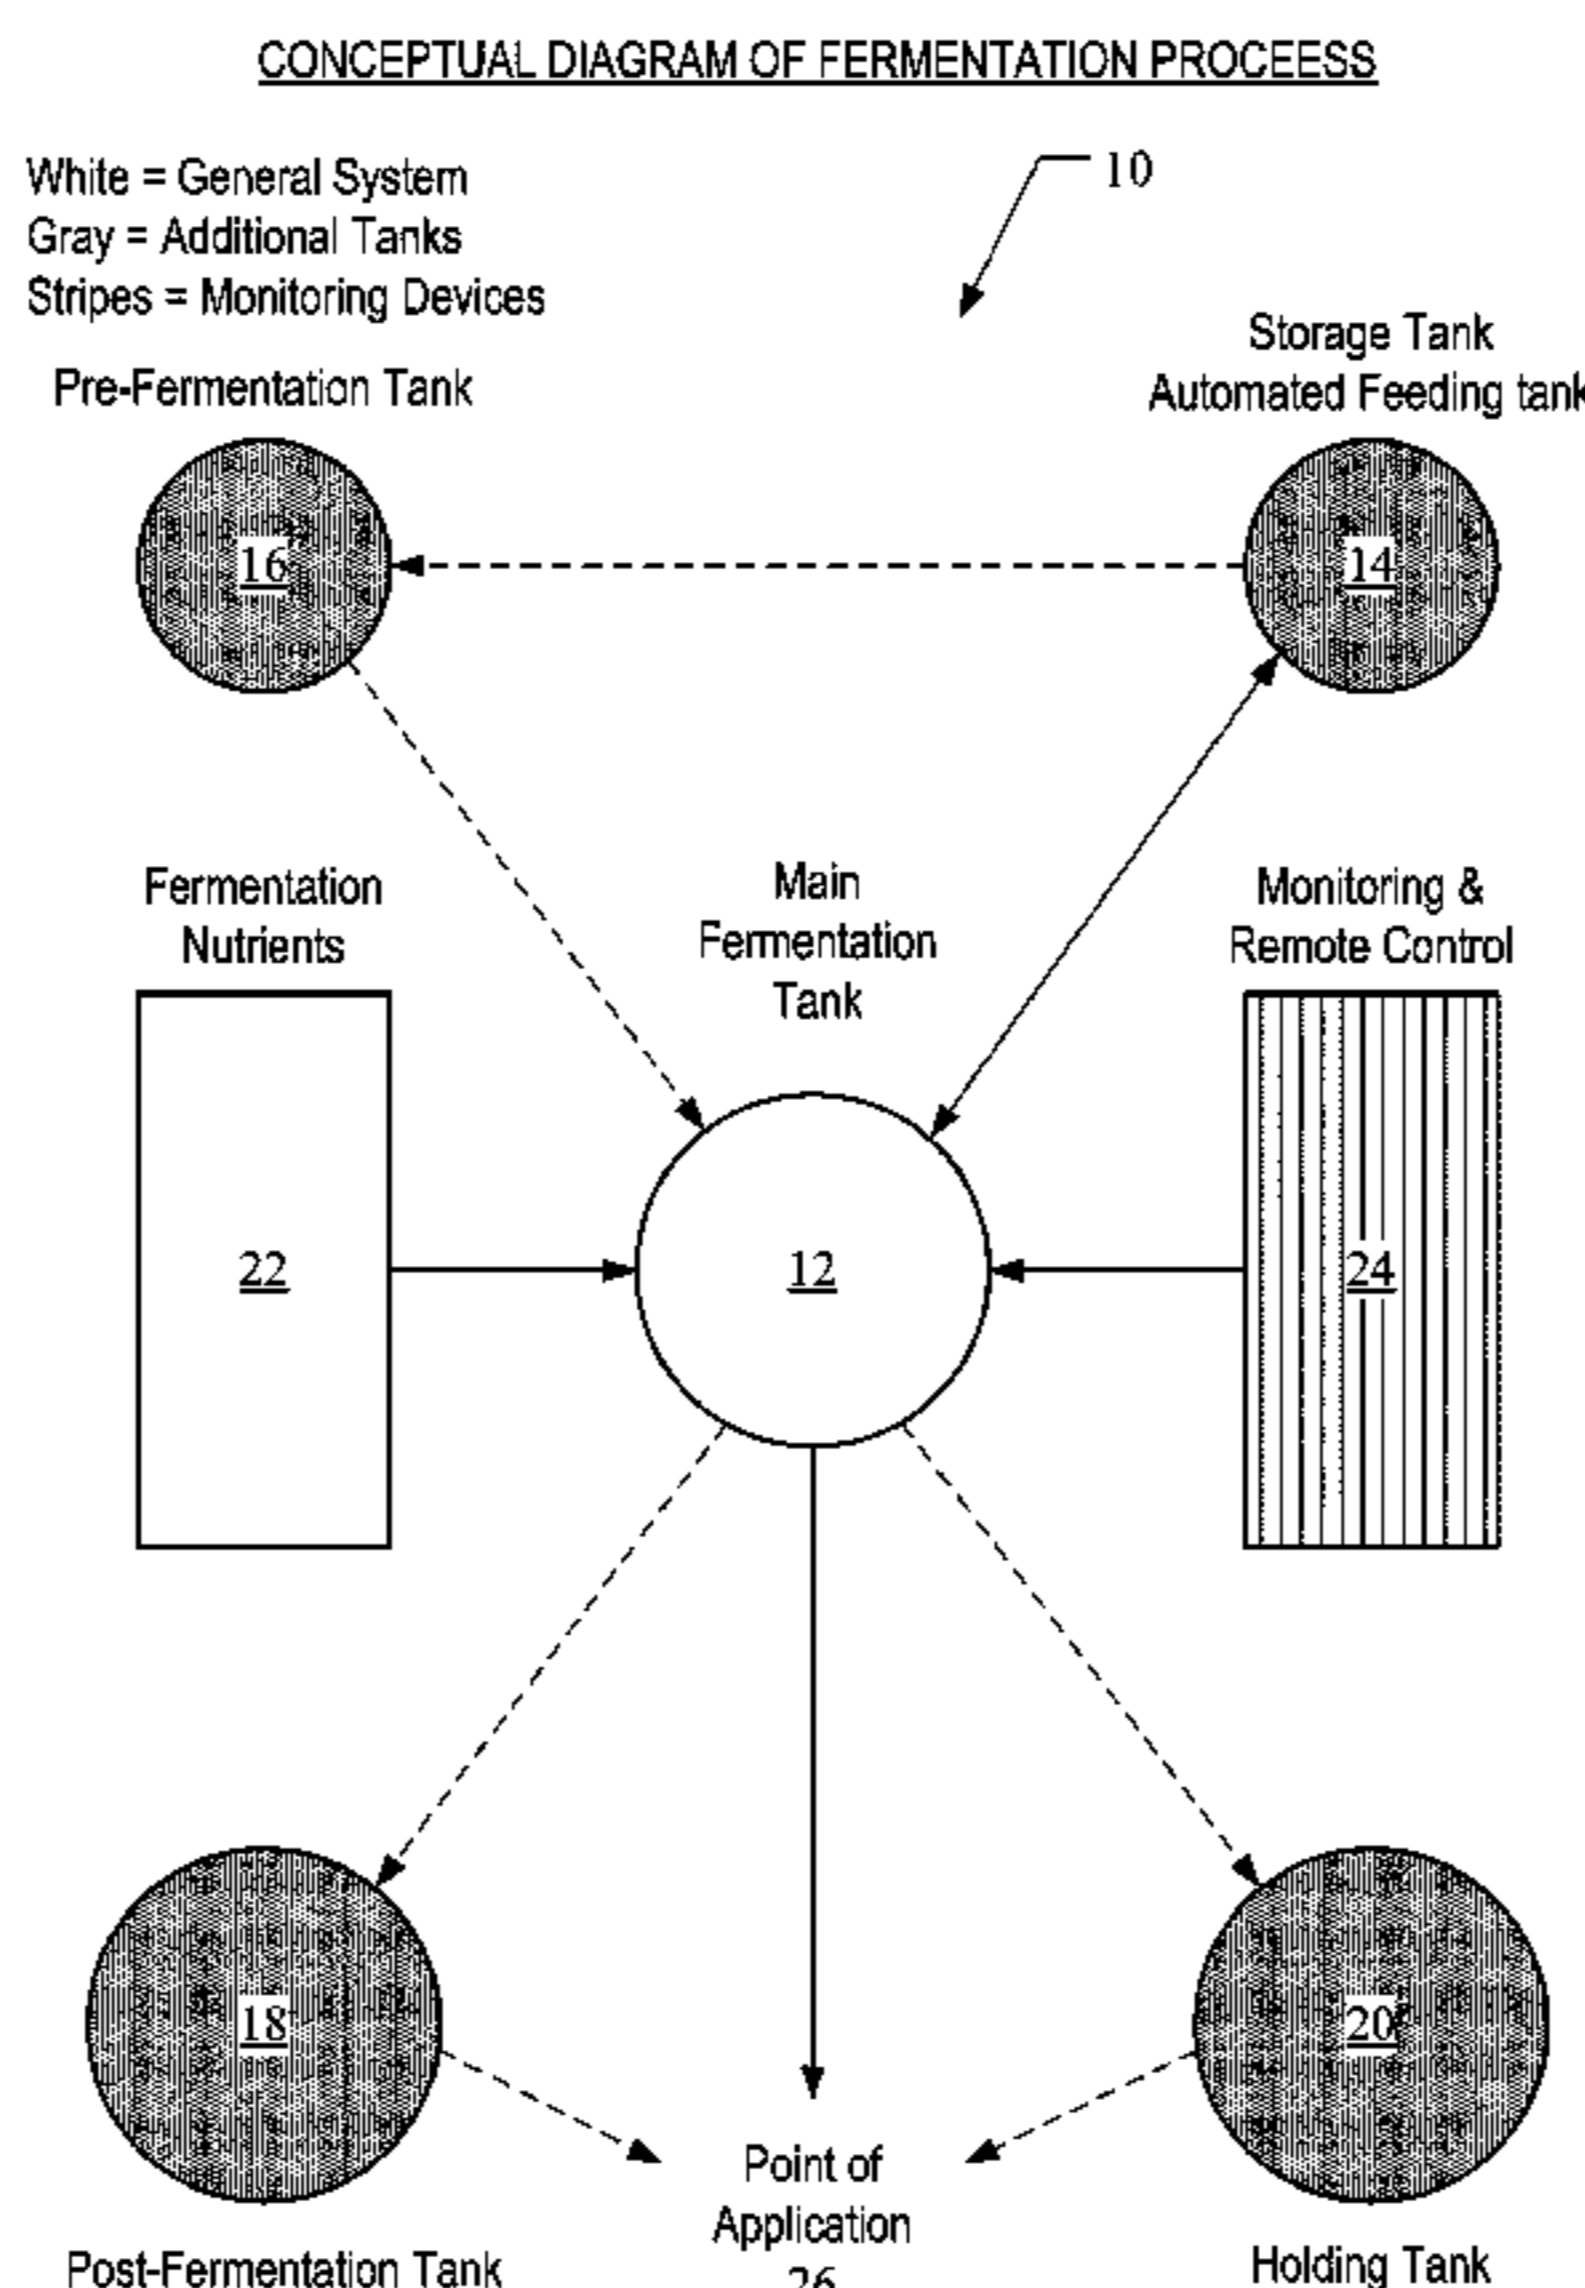 CONCEPTUAL DIAGRAM OF FERMENTATION PROCEESS
White = General System
Gray = Additional Tanks
Stripes = Monitoring Devices
10
Storage Tank
Automated Feeding tank
Pre-Fermentation Tank
16
14
Fermentation
Nutrients
Main
Fermentation
Tank
Monitoring &
Remote Control
22
12
24
18
20
Point of
Application
26
Post-Fermentation Tank
Holding Tank